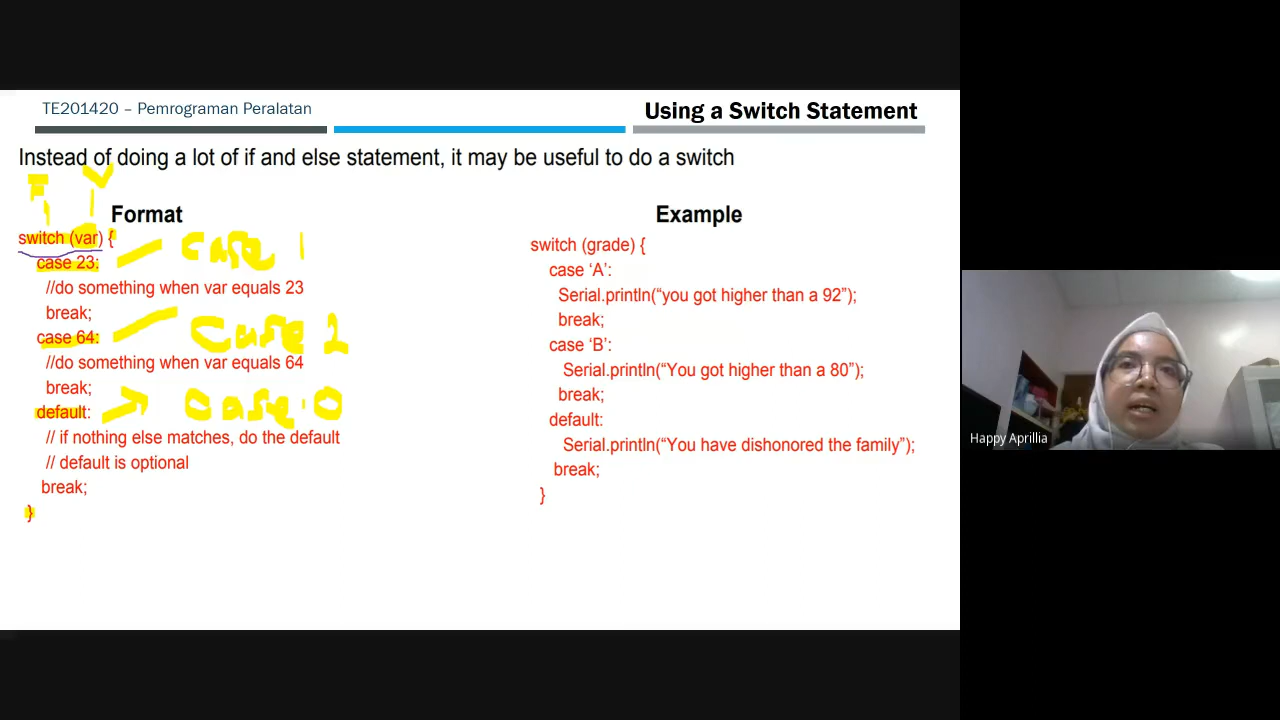 TE201420 – Pemrograman Peralatan
Using a Switch Statement
Instead of doing a lot of if and else statement, it may be useful to do a switch
F V
Format
switch (var) {
case 23: case 1
//do something when var equals 23
break;
case 64: case 2
//do something when var equals 64
break;
default: case 0
// if nothing else matches, do the default
// default is optional
break;
}
Example
switch (grade) {
case ‘A’:
Serial.println(“you got higher than a 92”);
break;
case ‘B’:
Serial.println(“You got higher than a 80”);
break;
default:
Serial.println(“You have dishonored the family”);
break;
}
Happy Aprillia